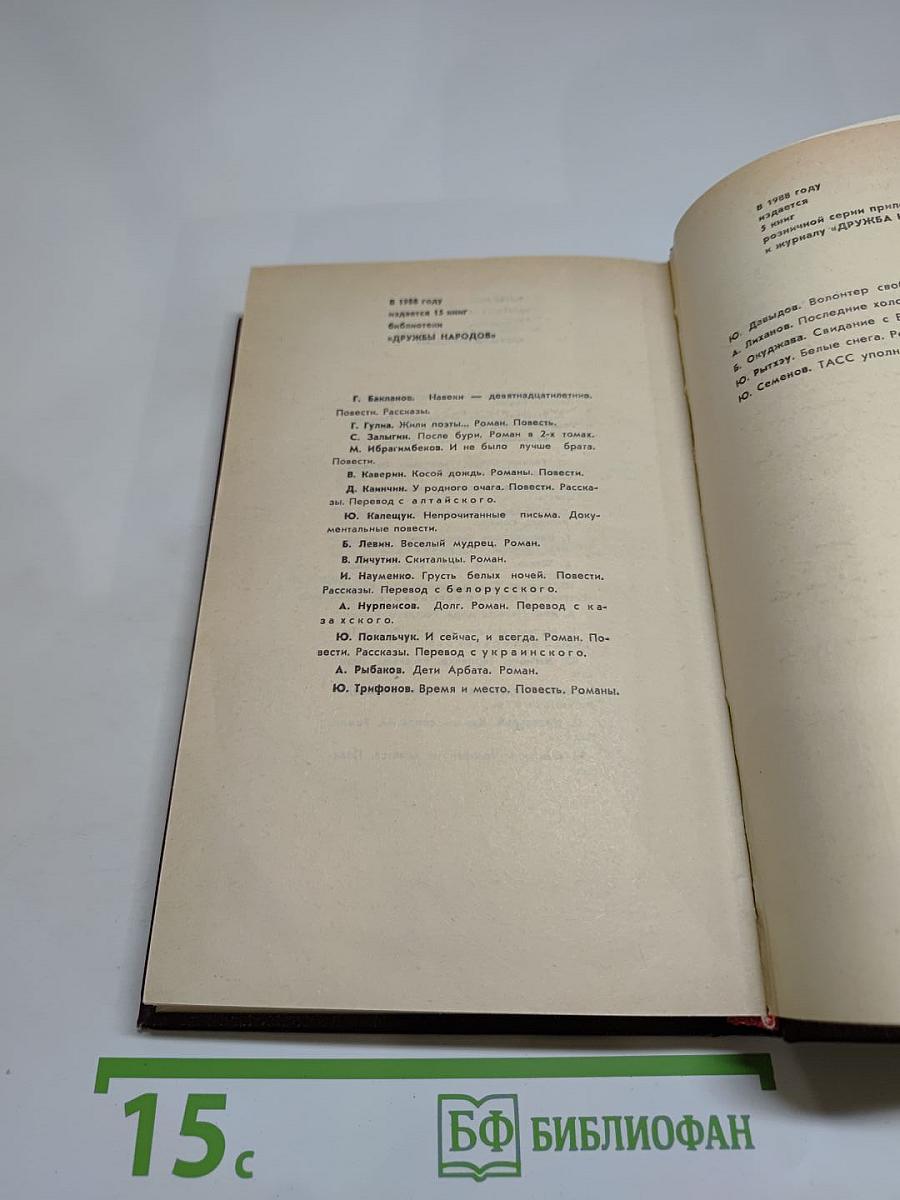 В 1988 году
издается 15 книг
библиотеки
«ДРУЖБЫ НАРОДОВ»
Г. Бакланов. Навеки — девятнадцатилетние.
Повести. Рассказы.
Г. Гулиа. Жили поэты... Роман. Повесть.
С. Залыгин. После бури. Роман в 2-х томах.
М. Ибрагимбеков. И не было лучше брата.
Повести.
В. Каверин. Косой дождь. Романы. Повести.
Д. Каинчин. У родного очага. Повести. Расска-
зы. Перевод с алтайского.
Ю. Калещук. Непрочитанные письма. Доку-
ментальные повести.
Б. Левин. Веселый мудрец. Роман.
В. Личутин. Скитальцы. Роман.
И. Науменко. Грусть белых ночей. Повести.
Рассказы. Перевод с белорусского.
А. Нурпеисов. Долг. Роман. Перевод с ка-
захского.
Ю. Покальчук. И сейчас, и всегда. Роман. По-
вести. Рассказы. Перевод с украинского.
А. Рыбаков. Дети Арбата. Роман.
Ю. Трифонов. Время и место. Повесть. Романы.
В 1988 году
издается
5 книг
розничной серии
к журналу «ДРУЖБА
Ю. Давыдов. Волонтер
А. Лиханов. Последние
Б. Окуджава. Свидание с
Ю. Рытхэу. Белые снега.
Ю. Семенов. ТАСС
15 с
БФ БИБЛИОФАН